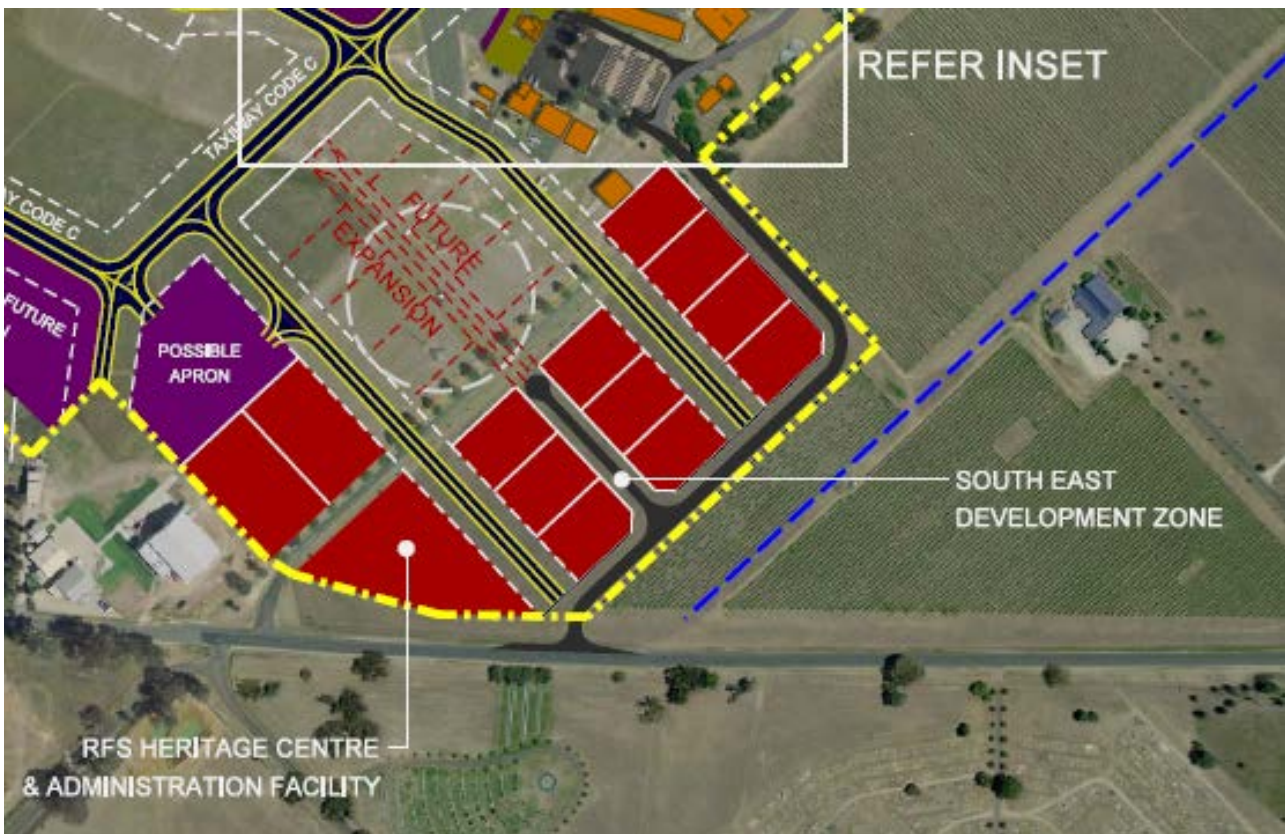 REFER INSET
TAXIWAY CODE C
WAY CODE C
FUTURE
EXPANSION
FUTURE
POSSIBLE
APRON
SOUTH EAST
DEVELOPMENT ZONE
RFS HERITAGE CENTRE
& ADMINISTRATION FACILITY